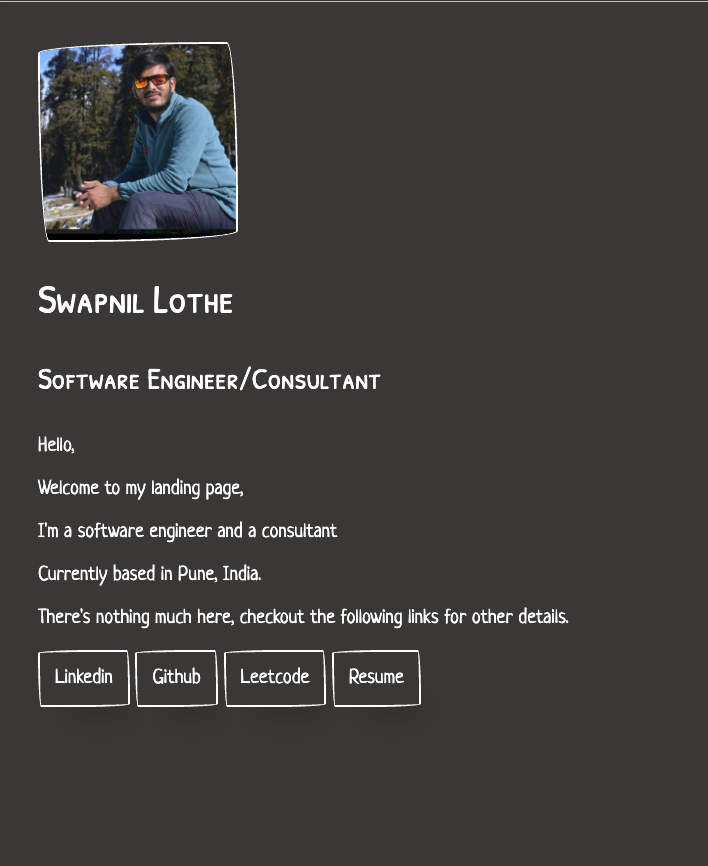 Swapnil Lothe
Software Engineer/Consultant
Hello,
Welcome to my landing page,
I'm a software engineer and a consultant
Currently based in Pune, India.
There's nothing much here, checkout the following links for other details.
Linkedin Github Leetcode Resume